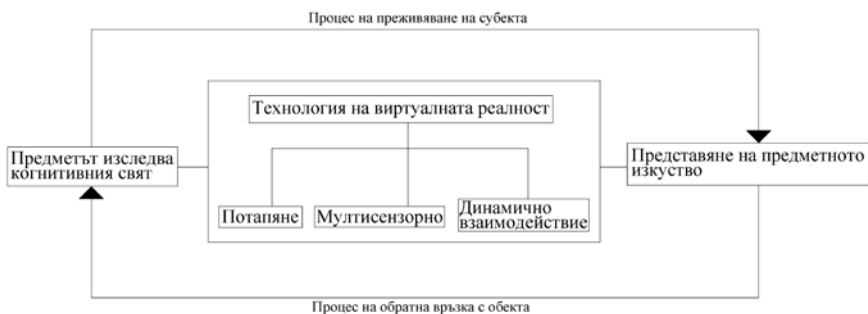 Процес на преживяване на субекта
Технология на виртуалната реалност
Предметът изследва
когнитивния свят
Представяне на предметното
изкуство
Потапяне
Мултисензорно
Динамично
взаимодействие
Процес на обратна връзка с обекта